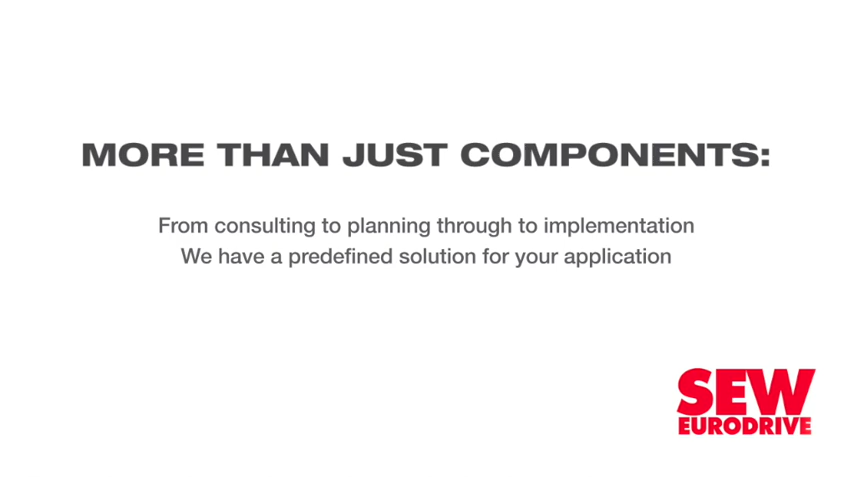 MORE THAN JUST COMPONENTS:
From consulting to planning through to implementation
We have a predefined solution for your application
SEW
EURODRIVE